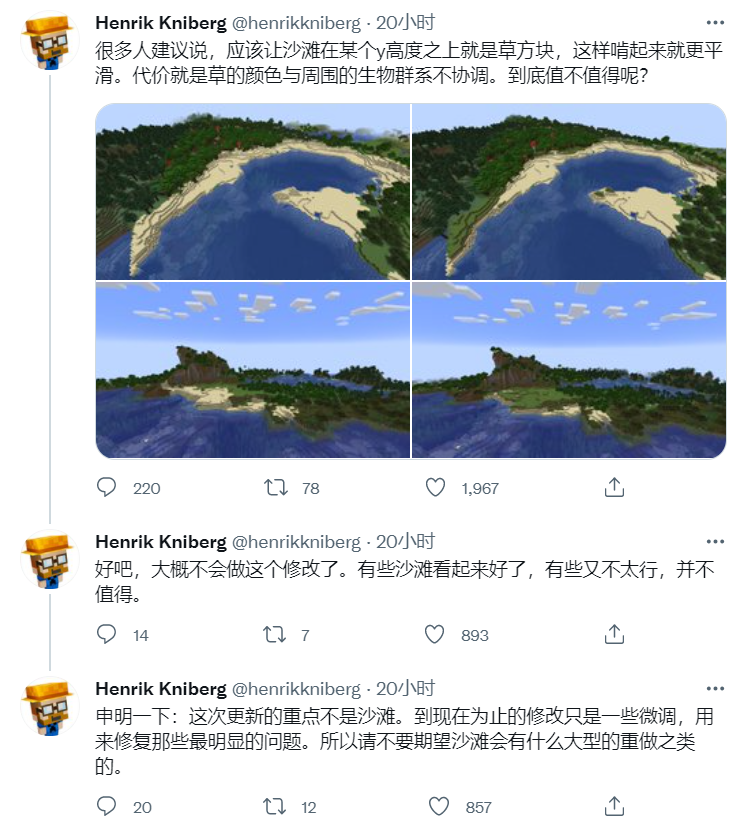 Henrik Kniberg @henrikkniberg · 20小时
很多人建议说，应该让沙滩在某个y高度之上就是草方块，这样啃起来就更平
滑。代价就是草的颜色与周围的生物群系不协调。到底值不值得呢？
220 78 1,967
Henrik Kniberg @henrikkniberg · 20小时
好吧，大概不会做这个修改了。有些沙滩看起来好了，有些又不太行，并不
值得。
14 7 893
Henrik Kniberg @henrikkniberg · 20小时
申明一下：这次更新的重点不是沙滩。到现在为止的修改只是一些微调，用
来修复那些最明显的问题。所以请不要期望沙滩会有什么大型的重做之类
的。
20 12 857